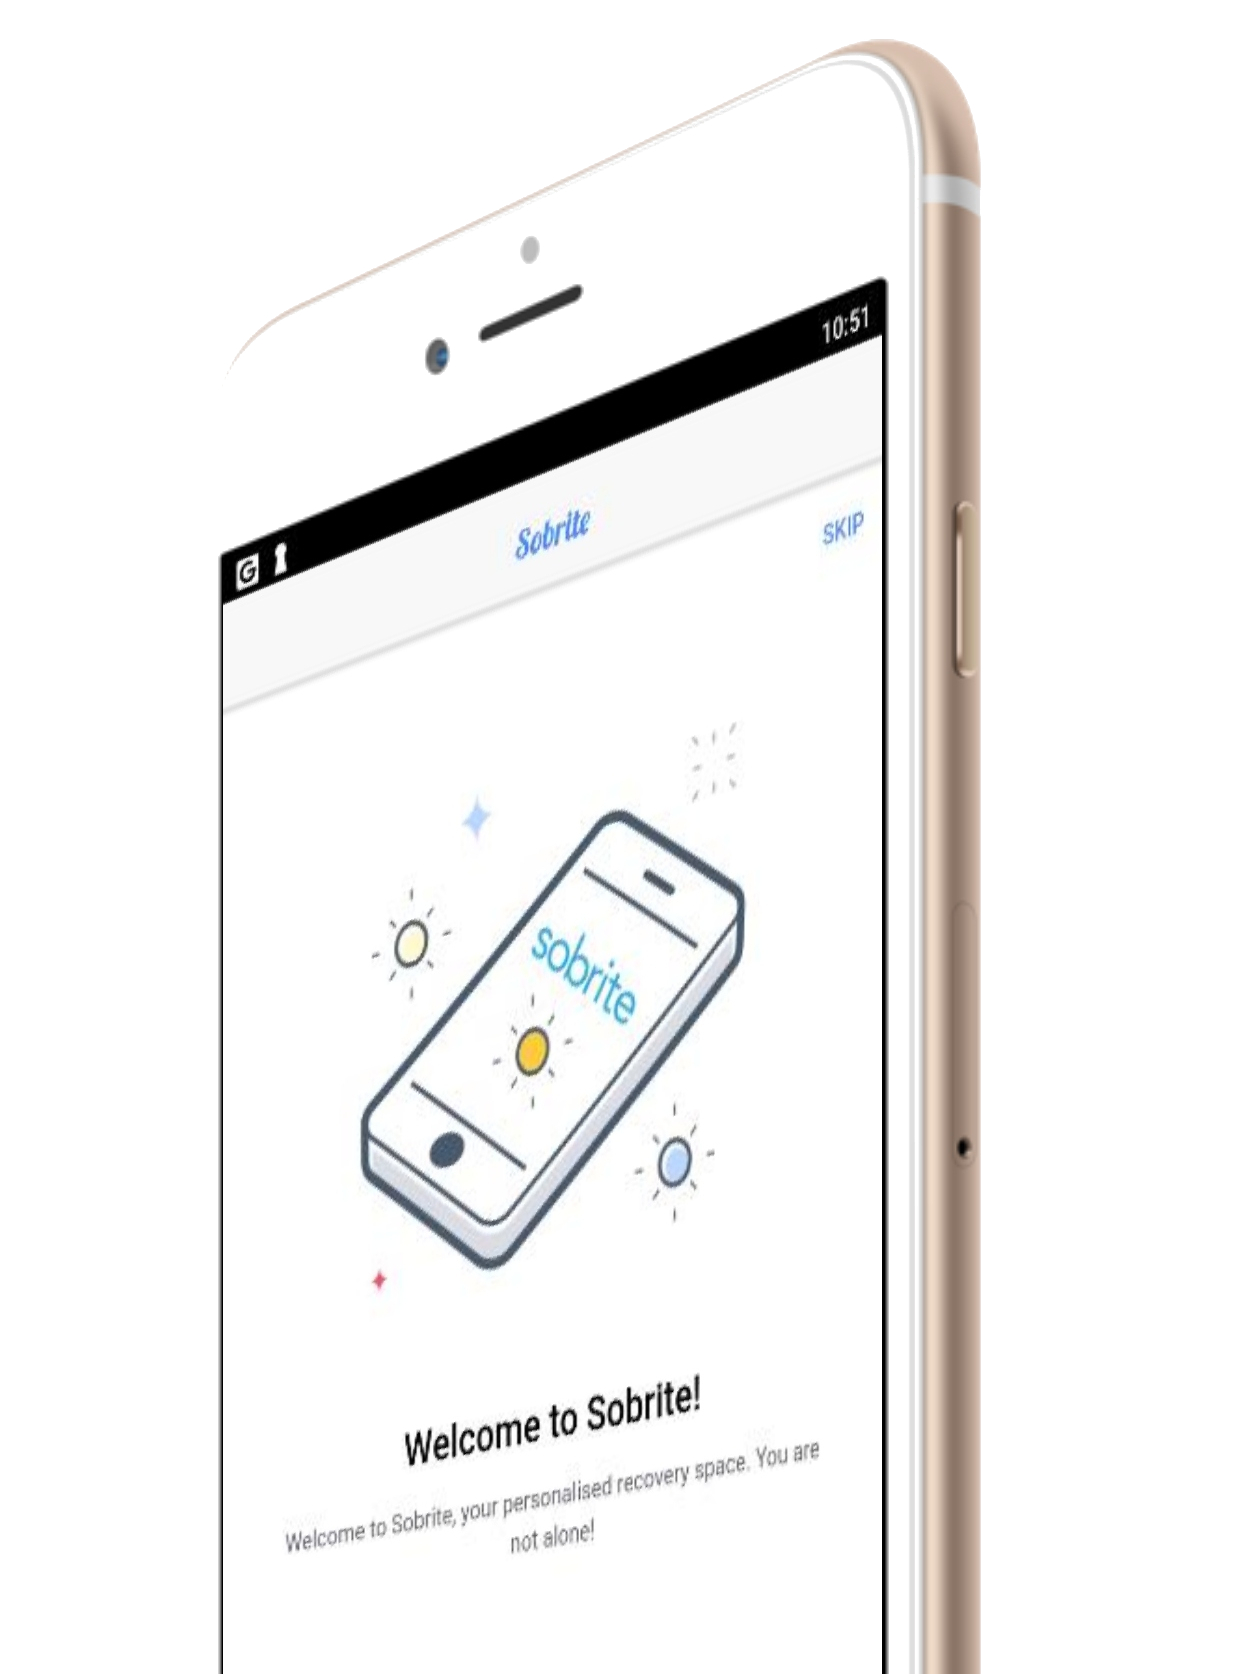 10:51
G
Sobrite
SKIP
sobrite
Welcome to Sobrite!
Welcome to Sobrite, your personalised recovery space. You are
not alone!